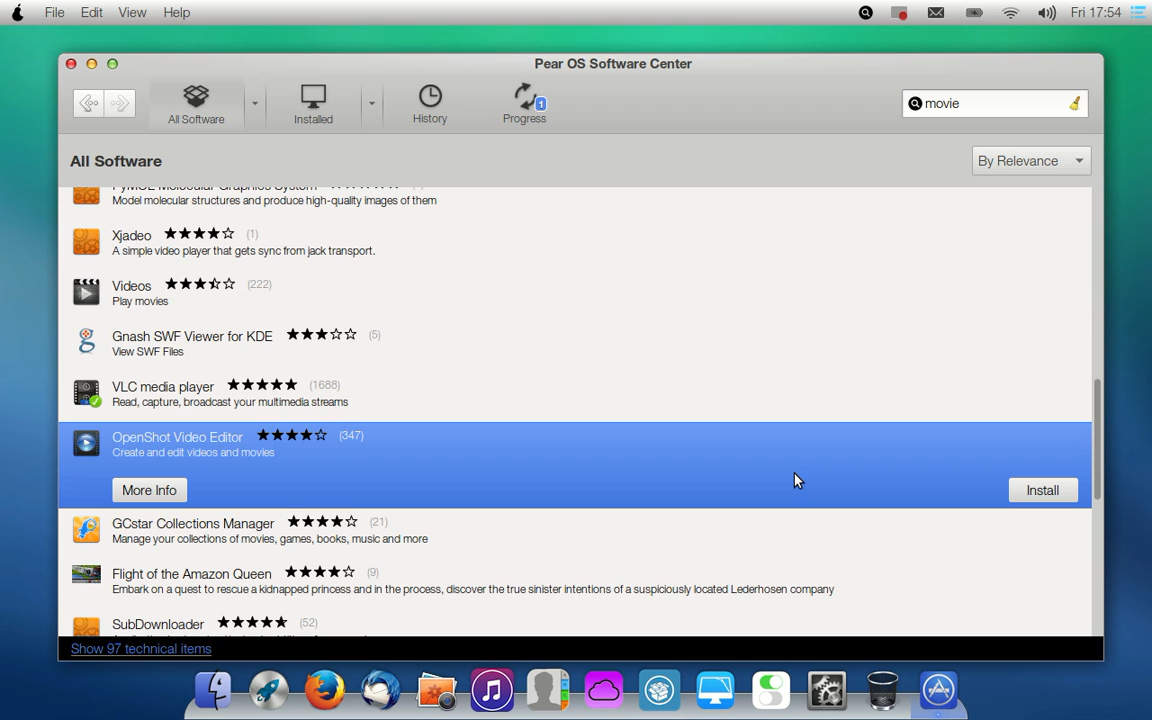 File Edit View Help Fri 17:54
Pear OS Software Center
All Software Installed History Progress 1 movie
All Software By Relevance
PyMOL Molecular Graphics System
Model molecular structures and produce high-quality images of them
Xjadeo (1)
A simple video player that gets sync from jack transport.
Videos (222)
Play movies
Gnash SWF Viewer for KDE (5)
View SWF Files
VLC media player (1688)
Read, capture, broadcast your multimedia streams
OpenShot Video Editor (347)
Create and edit videos and movies
More Info Install
GCstar Collections Manager (21)
Manage your collections of movies, games, books, music and more
Flight of the Amazon Queen (9)
Embark on a quest to rescue a kidnapped princess and in the process, discover the true sinister intentions of a suspiciously located Lederhosen company
SubDownloader (52)
Show 97 technical items